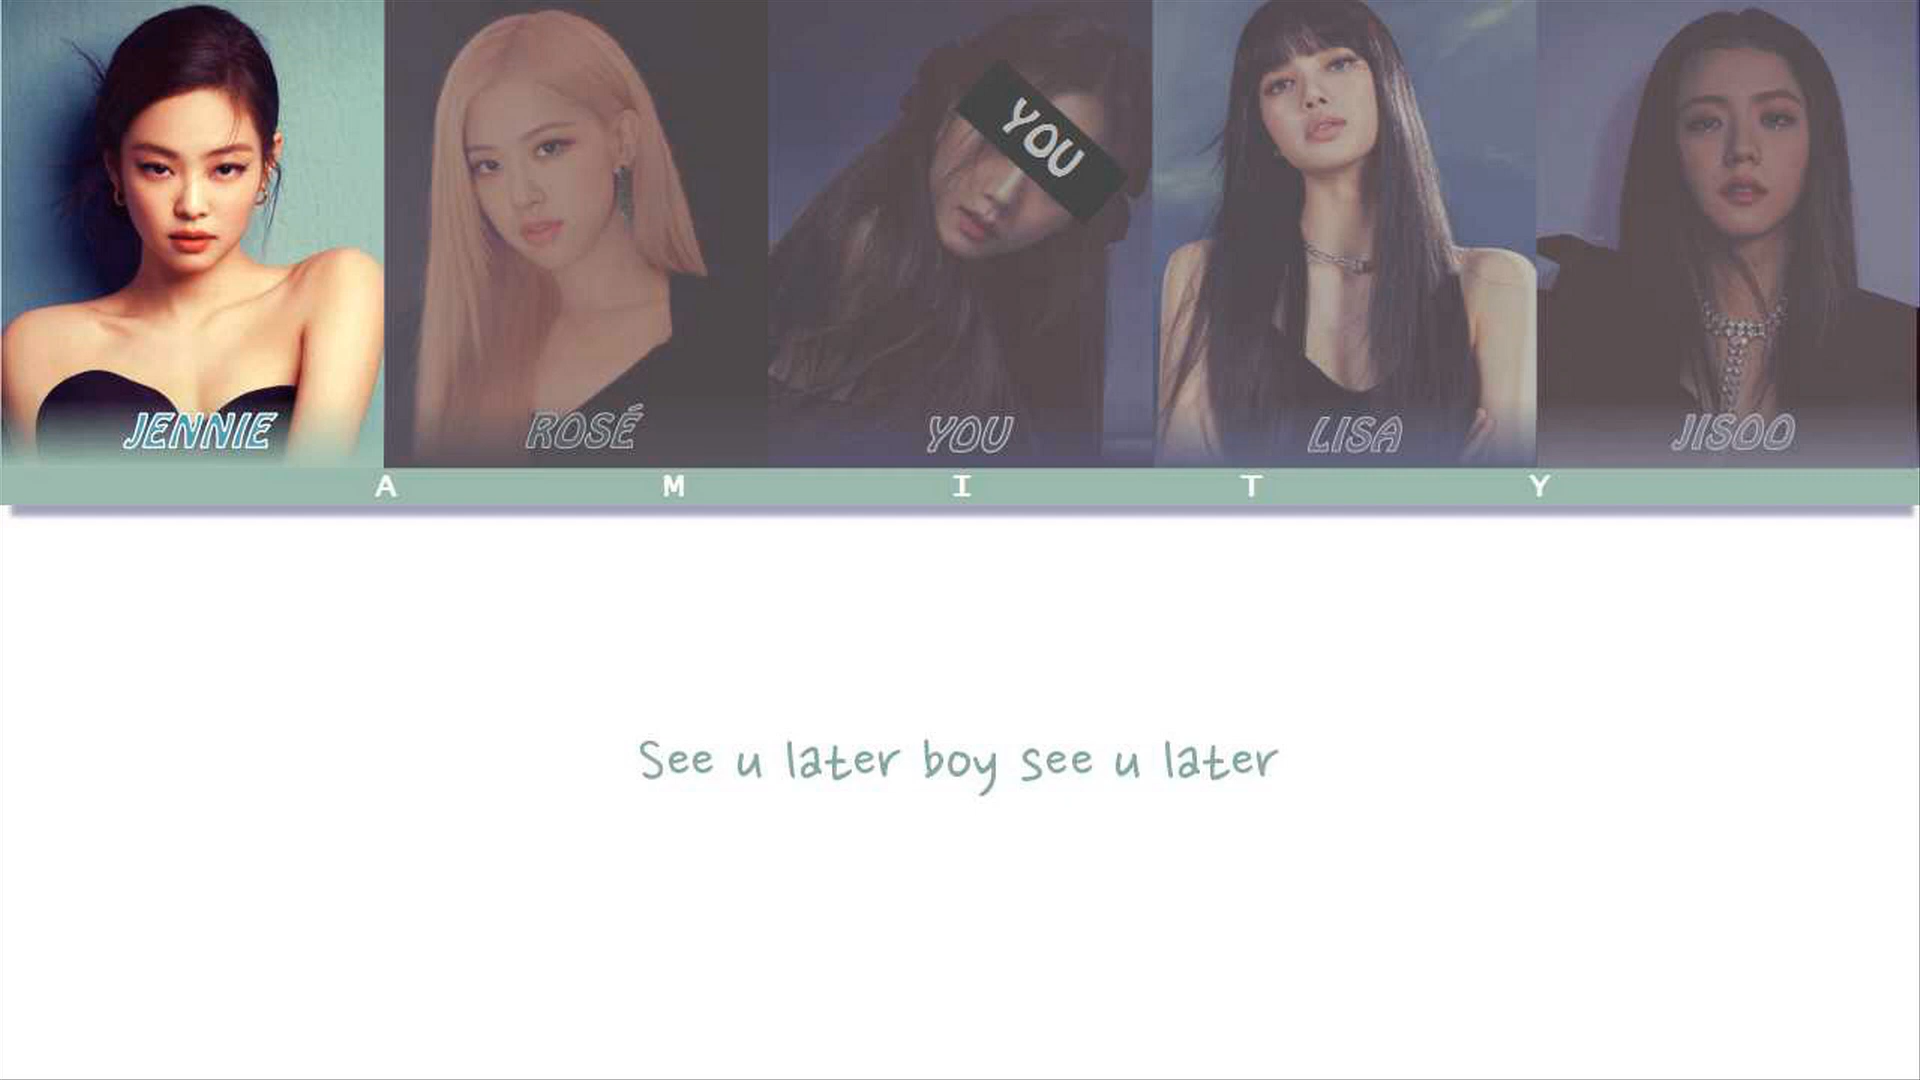 YOU
JENNIE
ROSÉ
YOU
LISA
JISOO
A M I T Y
See u later boy see u later